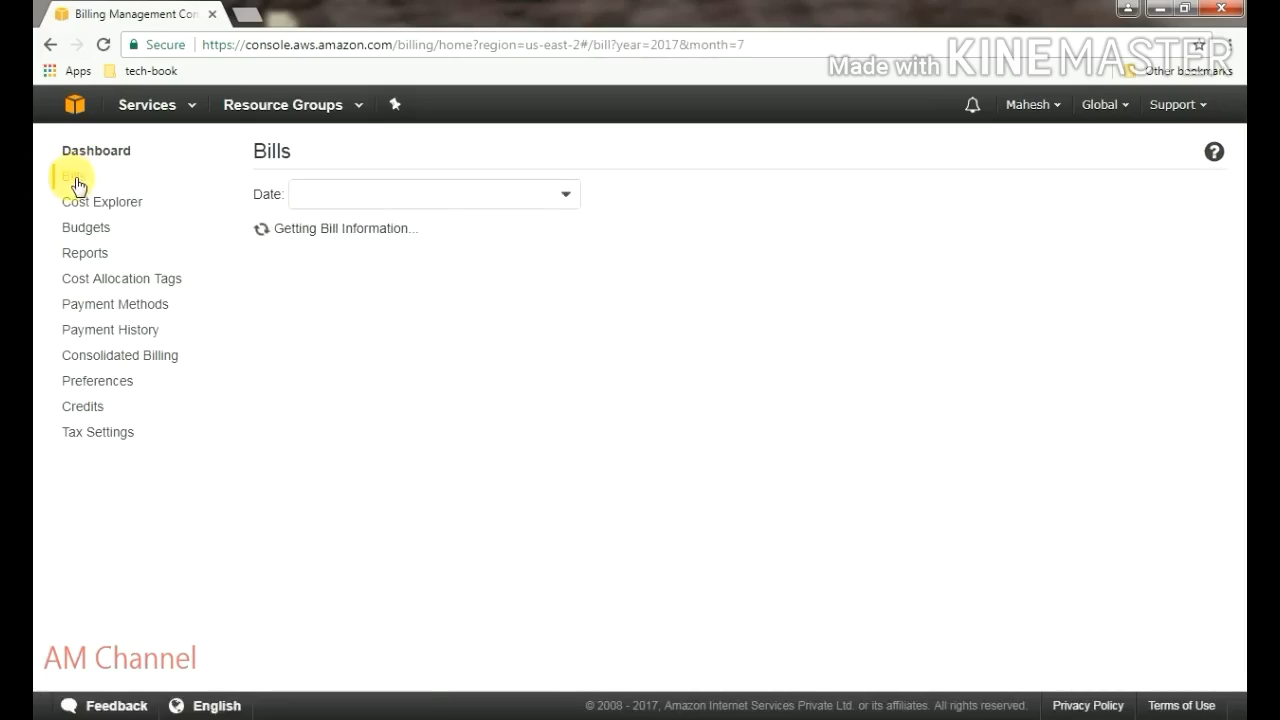 Billing Management Con
Secure https://console.aws.amazon.com/billing/home?region=us-east-2#/bill?year=2017&month=7
Made with KINEMASTER
Apps tech-book Other bookmarks
Services Resource Groups Mahesh Global Support
Dashboard
Bills
Cost Explorer
Budgets
Reports
Cost Allocation Tags
Payment Methods
Payment History
Consolidated Billing
Preferences
Credits
Tax Settings
Bills
Date:
Getting Bill Information...
AM Channel
Feedback English © 2008 - 2017, Amazon Internet Services Private Ltd. or its affiliates. All rights reserved. Privacy Policy Terms of Use